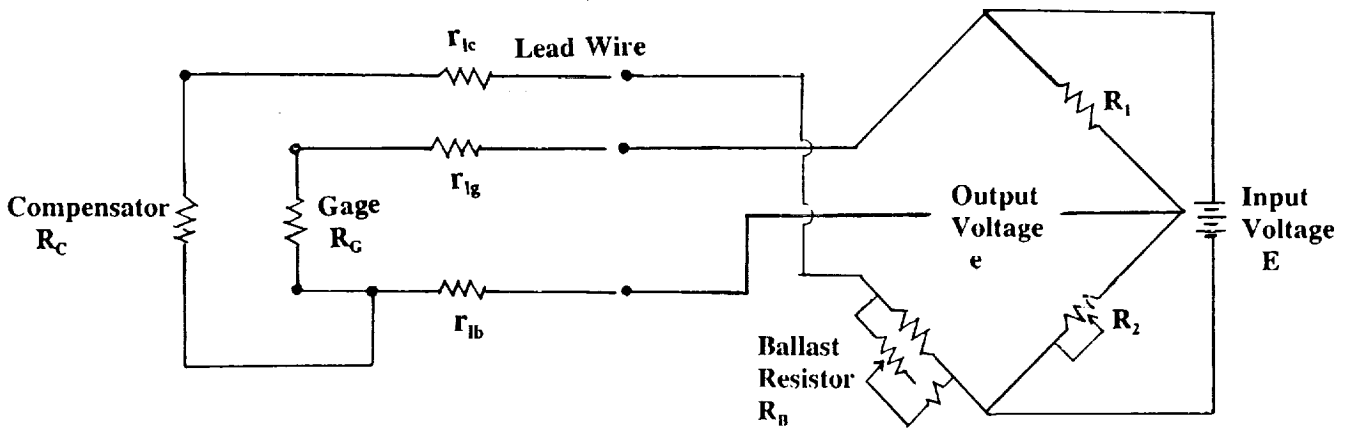 r_lc
Lead Wire
R_1
r_lg
Compensator
R_C
Gage
R_G
Output
Voltage
e
Input
Voltage
E
r_lb
R_2
Ballast
Resistor
R_B